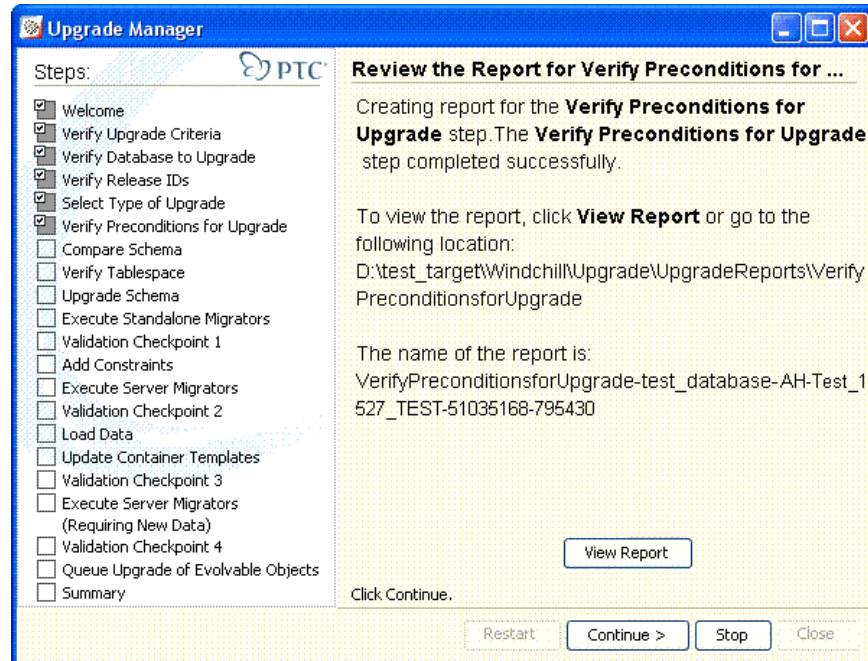 Upgrade Manager
Steps:
PTC
Welcome
Verify Upgrade Criteria
Verify Database to Upgrade
Verify Release IDs
Select Type of Upgrade
Verify Preconditions for Upgrade
Compare Schema
Verify Tablespace
Upgrade Schema
Execute Standalone Migrators
Validation Checkpoint 1
Add Constraints
Execute Server Migrators
Validation Checkpoint 2
Load Data
Update Container Templates
Validation Checkpoint 3
Execute Server Migrators
(Requiring New Data)
Validation Checkpoint 4
Queue Upgrade of Evolvable Objects
Summary
Review the Report for Verify Preconditions for ...
Creating report for the Verify Preconditions for
Upgrade step.The Verify Preconditions for Upgrade
step completed successfully.
To view the report, click View Report or go to the
following location:
D:\test_target\Windchill\Upgrade\UpgradeReports\Verify
PreconditionsforUpgrade
The name of the report is:
VerifyPreconditionsforUpgrade-test_database-AH-Test_1
527_TEST-51035168-795430
View Report
Click Continue.
Restart
Continue >
Stop
Close